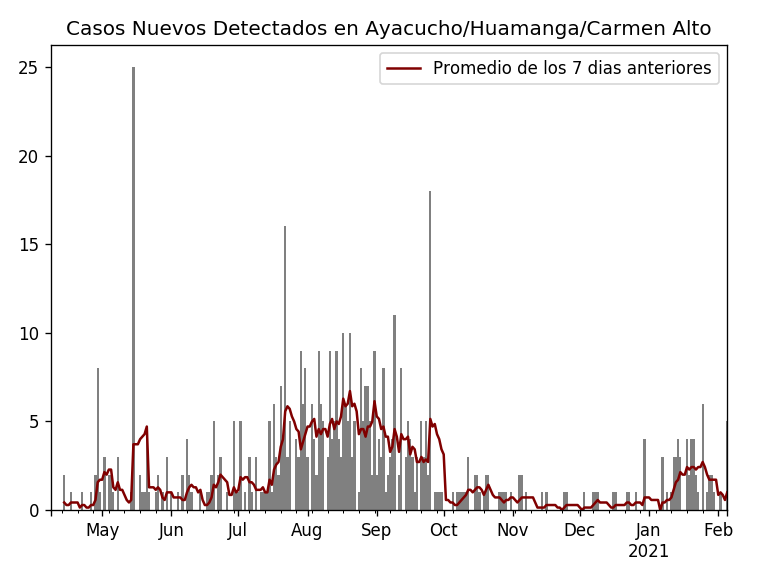 Casos Nuevos Detectados en Ayacucho/Huamanga/Carmen Alto
Promedio de los 7 dias anteriores
25
20
15
10
5
0
May Jun Jul Aug Sep Oct Nov Dec Jan Feb
2021